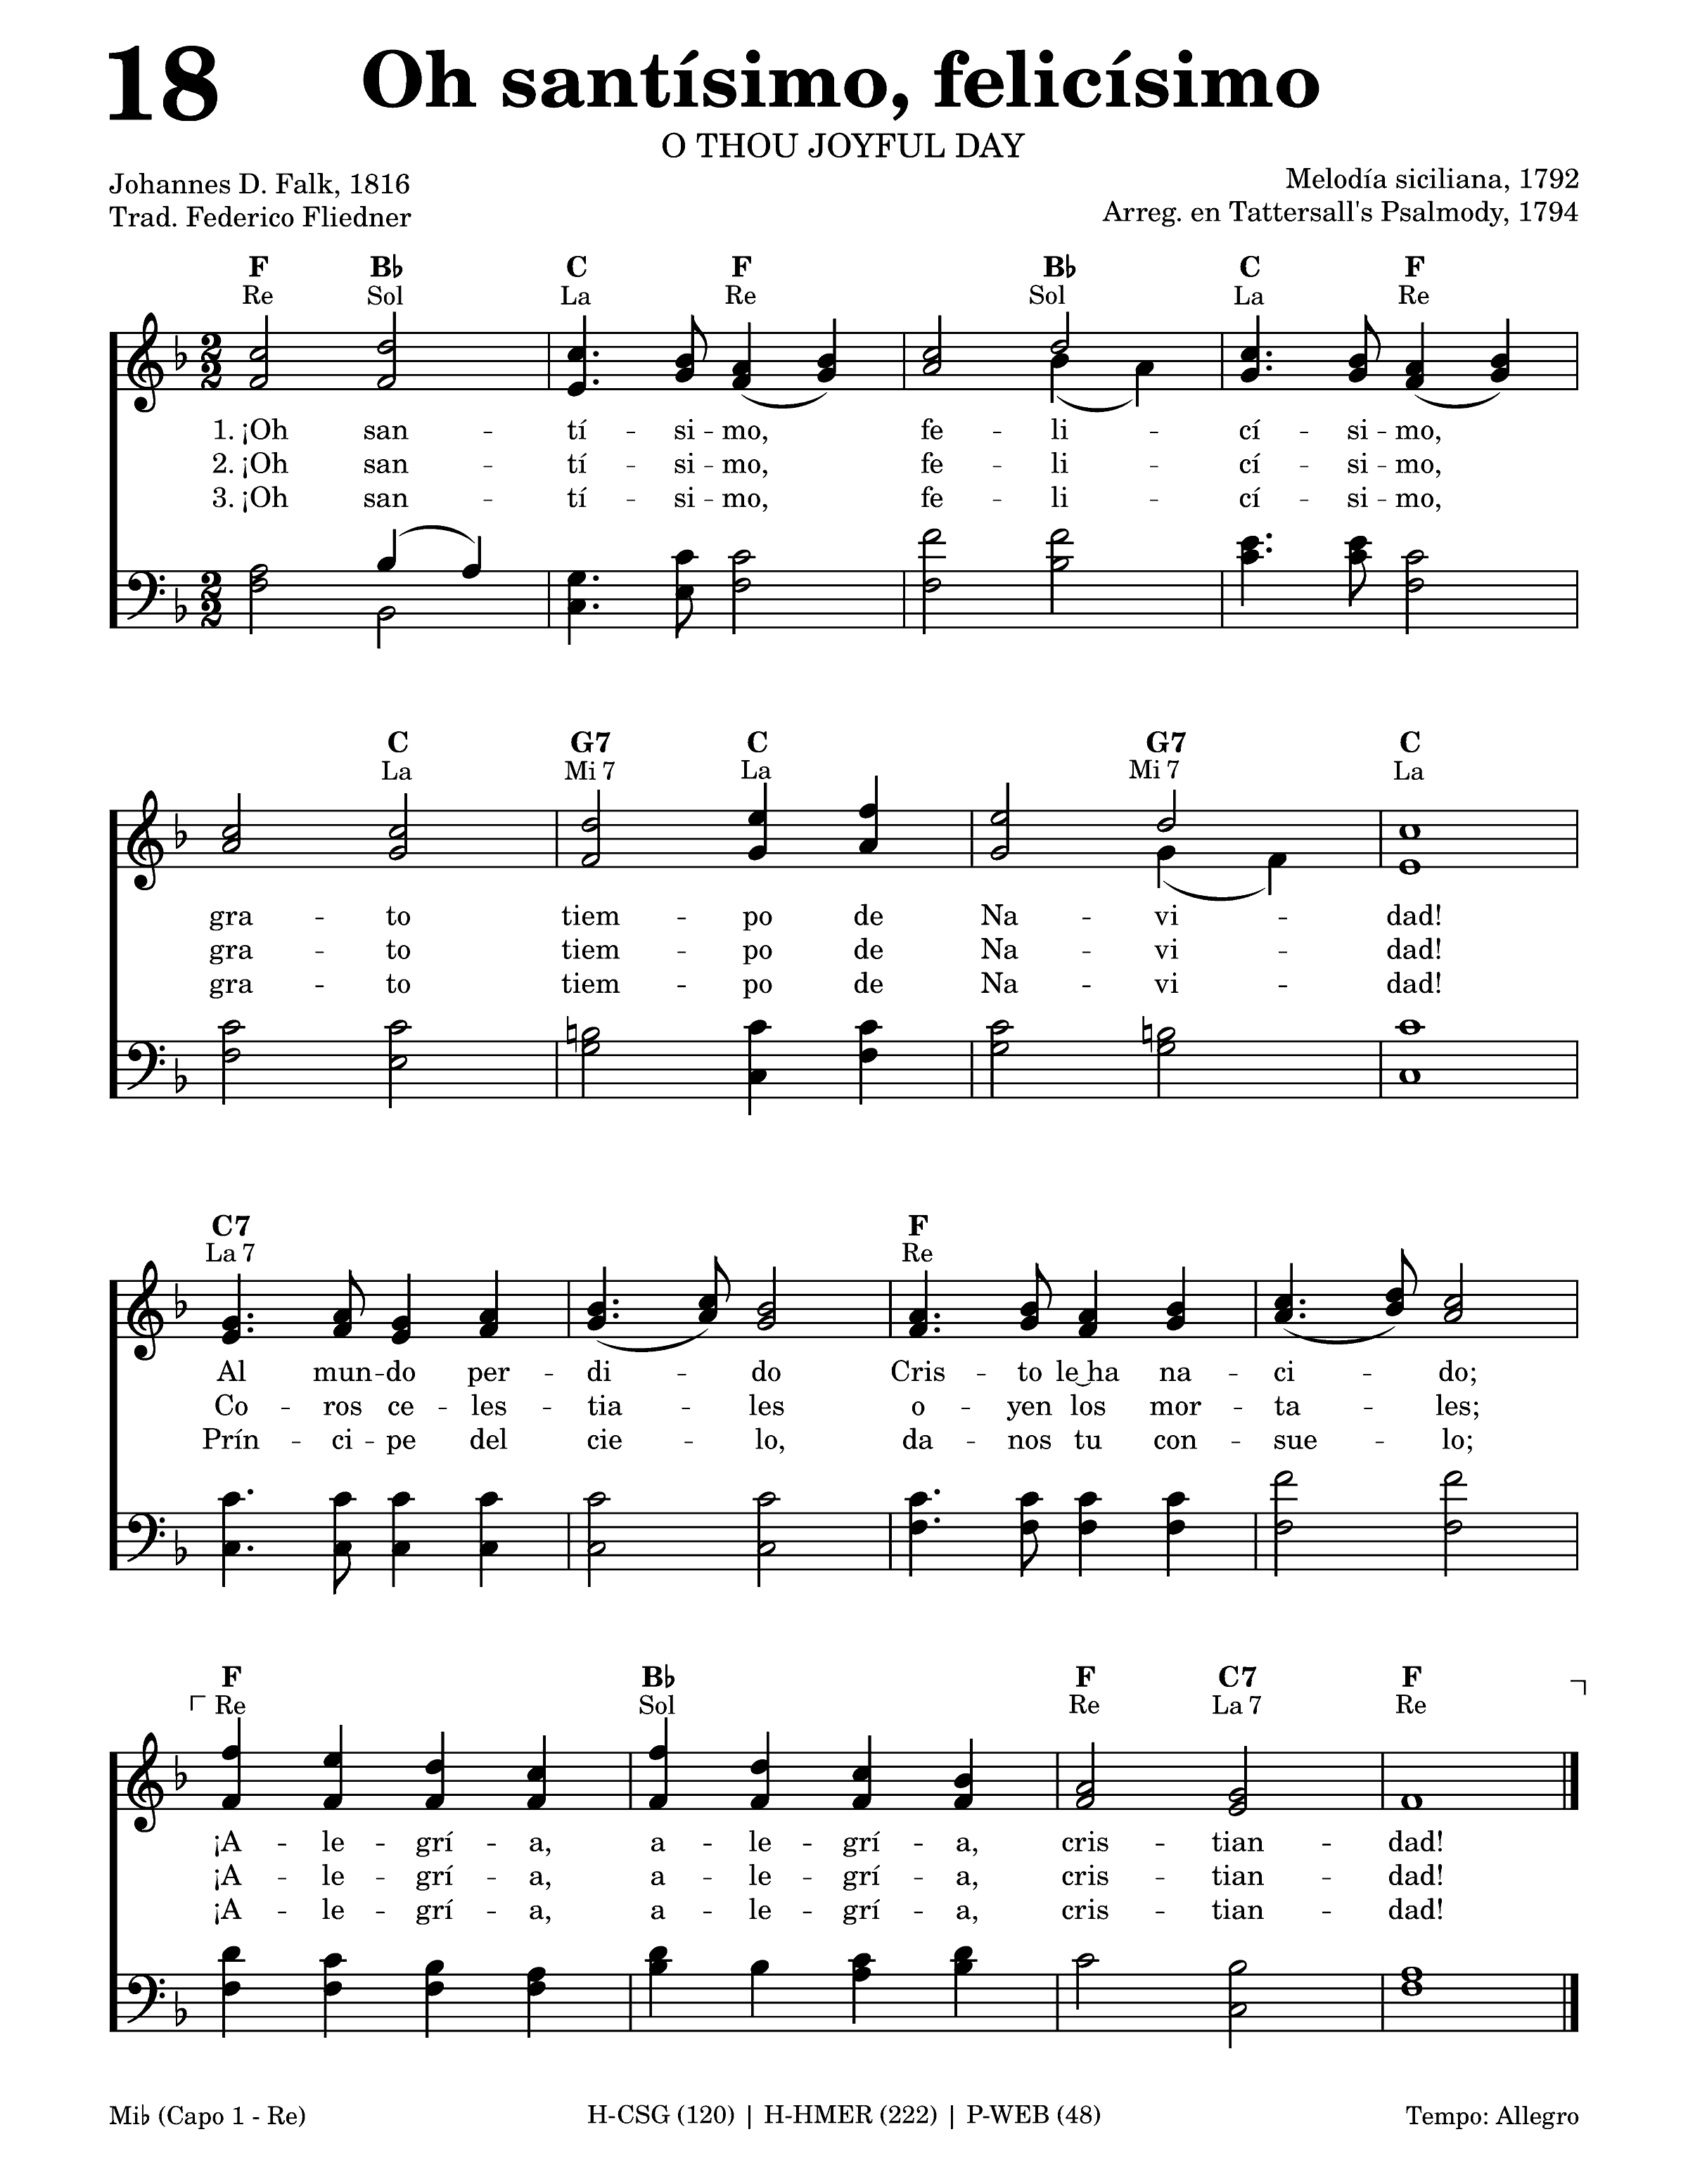 18 Oh santísimo, felicísimo
O THOU JOYFUL DAY
Johannes D. Falk, 1816
Trad. Federico Fliedner
Melodía siciliana, 1792
Arreg. en Tattersall's Psalmody, 1794
F B♭ C F B♭ C F
Re Sol La Re Sol La Re
1. ¡Oh san - tí - si - mo, fe - li - cí - si - mo,
2. ¡Oh san - tí - si - mo, fe - li - cí - si - mo,
3. ¡Oh san - tí - si - mo, fe - li - cí - si - mo,
C G7 C G7 C
La Mi 7 La Mi 7 La
gra - to tiem - po de Na - vi - dad!
gra - to tiem - po de Na - vi - dad!
gra - to tiem - po de Na - vi - dad!
C7 F
La 7 Re
Al mun - do per - di - do Cris - to le‿ha na - ci - do;
Co - ros ce - les - tia - les o - yen los mor - ta - les;
Prín - ci - pe del cie - lo, da - nos tu con - sue - lo;
F B♭ F C7 F
Re Sol Re La 7 Re
¡A - le - grí - a, a - le - grí - a, cris - tian - dad!
¡A - le - grí - a, a - le - grí - a, cris - tian - dad!
¡A - le - grí - a, a - le - grí - a, cris - tian - dad!
Mi♭ (Capo 1 - Re) H-CSG (120) | H-HMER (222) | P-WEB (48) Tempo: Allegro